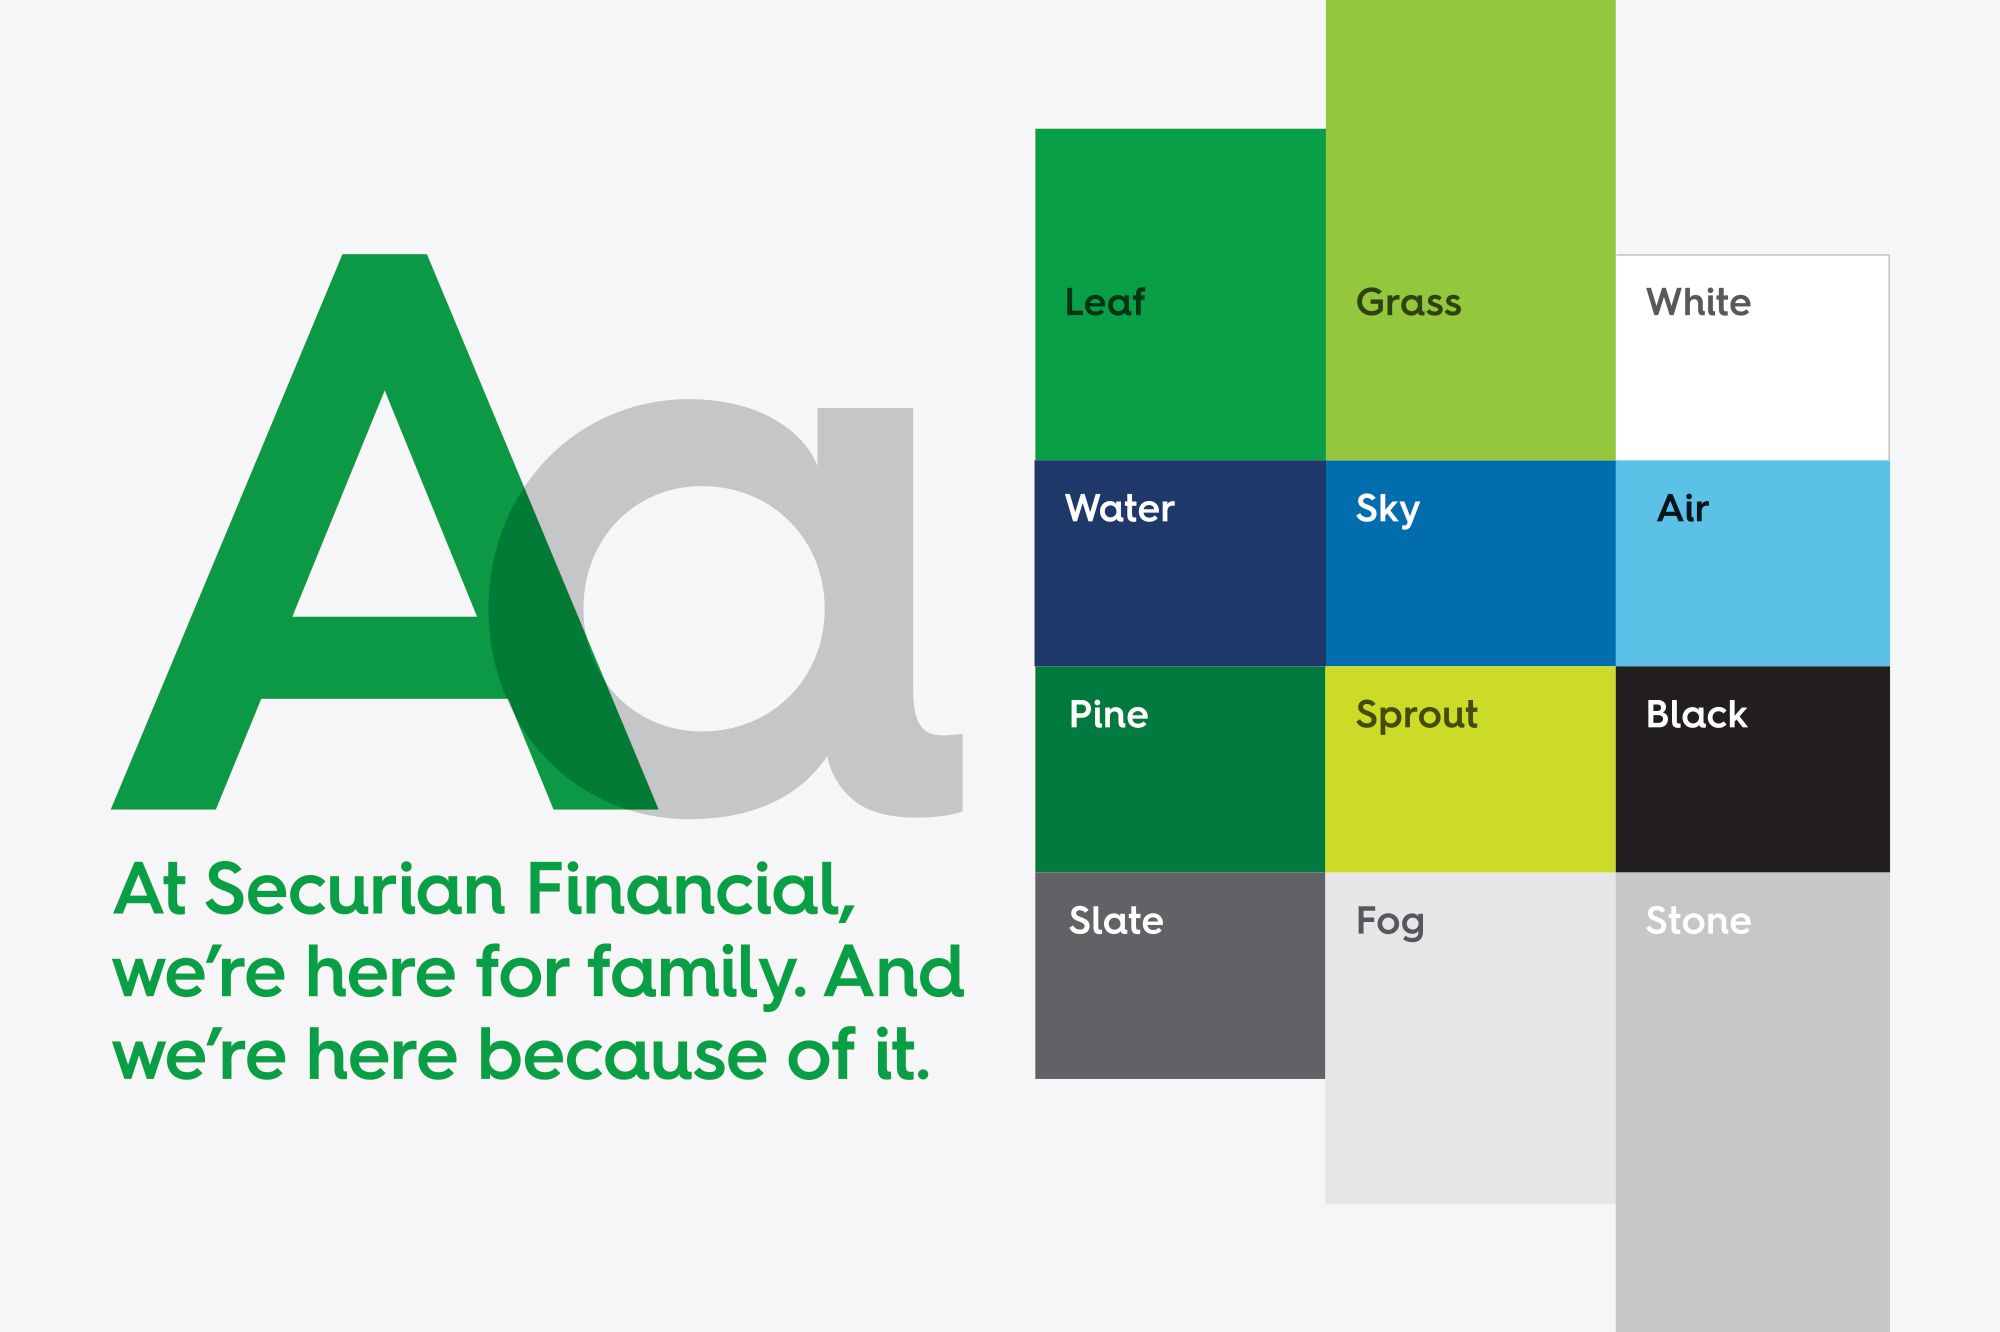 Aa
At Securian Financial,
we’re here for family. And
we’re here because of it.
Leaf
Grass
White
Water
Sky
Air
Pine
Sprout
Black
Slate
Fog
Stone